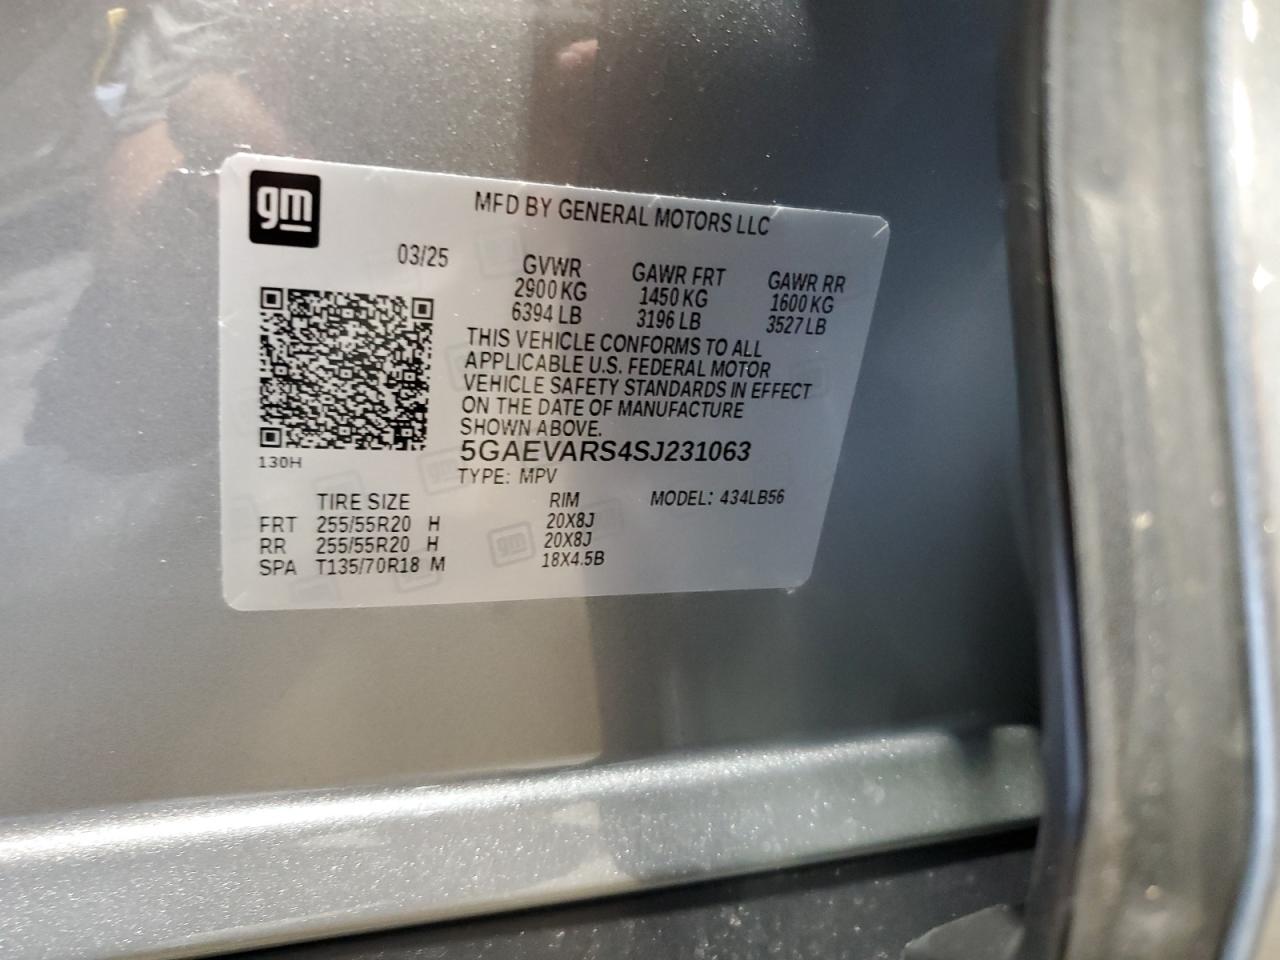 gm
MFD BY GENERAL MOTORS LLC
03/25
GVWR GAWR FRT GAWR RR
2900 KG 1450 KG 1600 KG
6394 LB 3196 LB 3527 LB
THIS VEHICLE CONFORMS TO ALL
APPLICABLE U.S. FEDERAL MOTOR
VEHICLE SAFETY STANDARDS IN EFFECT
ON THE DATE OF MANUFACTURE
SHOWN ABOVE.
5GAEVARS4SJ231063
130H
TYPE: MPV
TIRE SIZE RIM MODEL: 434LB56
FRT 255/55R20 H 20X8J
RR 255/55R20 H 20X8J
SPA T135/70R18 M 18X4.5B
gm